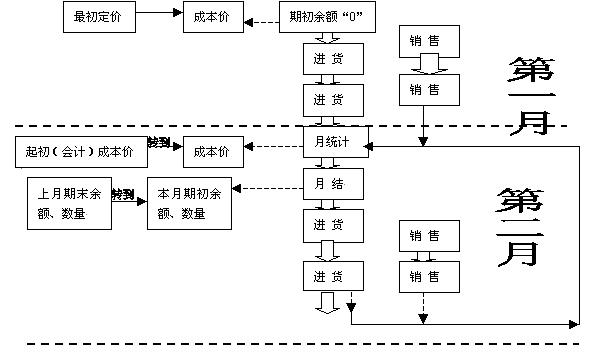 最初定价
成本价
期初余额“0”
进 货
进 货
销 售
销 售
第一月
起初(会计)成本价
转到
成本价
月统计
上月期末余
额、数量
转到
本月期初余
额、数量
月 结
进 货
进 货
销 售
销 售
第二月